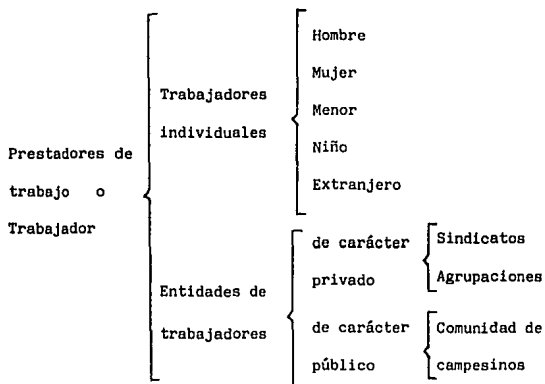 Prestadores de
trabajo o
Trabajador
Trabajadores
individuales
Hombre
Mujer
Menor
Niño
Extranjero
Entidades de
trabajadores
de carácter
privado
Sindicatos
Agrupaciones
de carácter
público
Comunidad de
campesinos